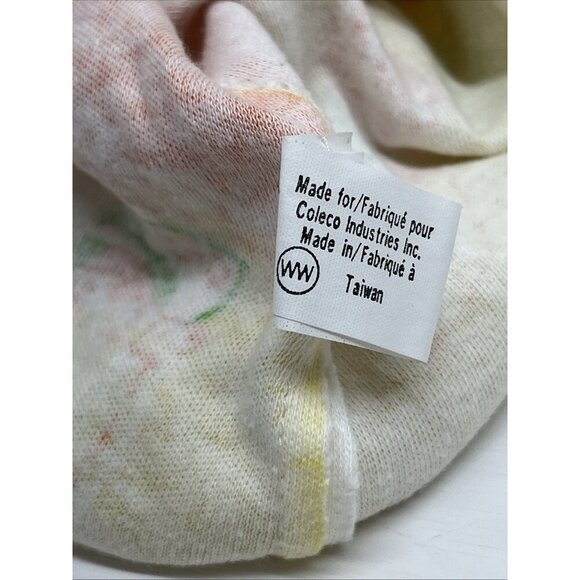 Made for/Fabriqué pour
Coleco Industries Inc.
Made in/Fabriqué à
WW Taiwan